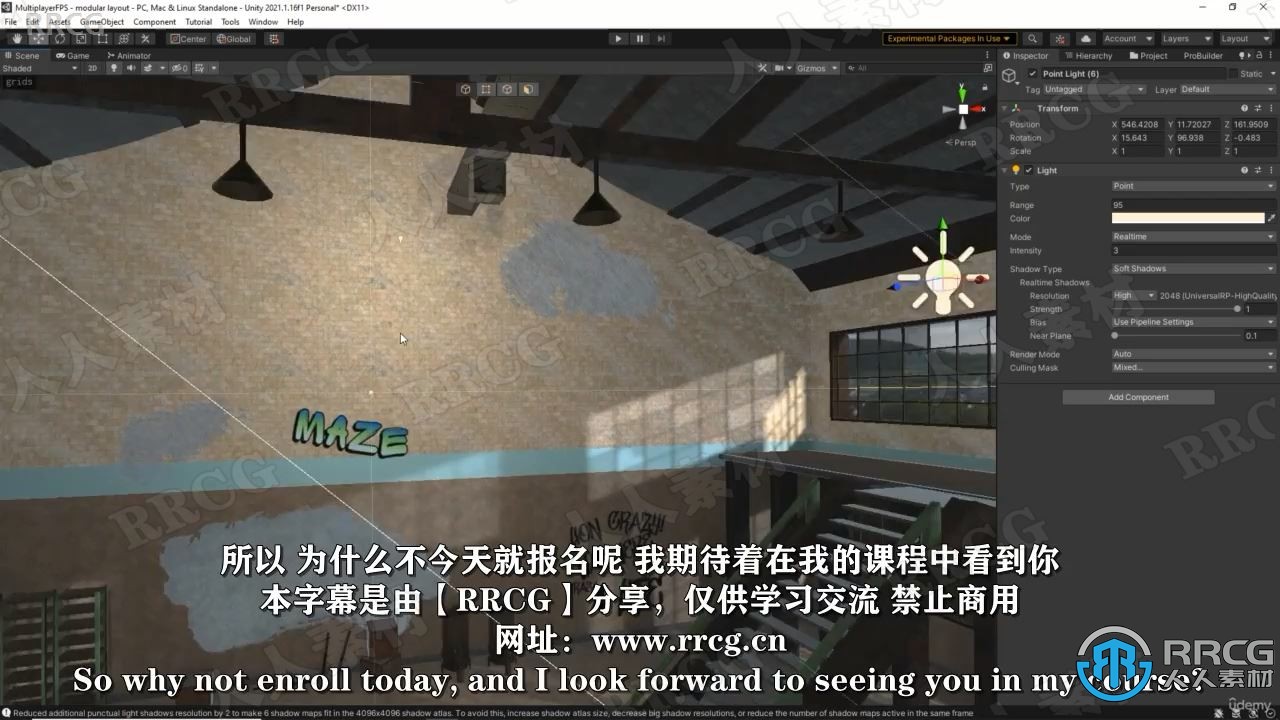 MultiplayerFPS - modular layout - PC, Mac & Linux Standalone - Unity 2021.1.16f1 Personal* <DX11>
File Edit Assets GameObject Component Tutorial Tools Window Help
Center Global Experimental Packages In Use Account Layers Layout
Scene Game Animator Inspector Hierarchy Project ProBuilder
Shaded 2D 0 Gizmos All
Point Light (6) Static
grids
Tag Untagged Layer Default
Transform
Position X 546.4208 Y 11.72027 Z 161.9509
Rotation X 15.643 Y 96.938 Z -0.483
Scale X 1 Y 1 Z 1
y x
Persp
Light
Type Point
Range 95
Color
Mode Realtime
Intensity 3
Shadow Type Soft Shadows
Realtime Shadows
Resolution High 2048 (UniversalRP-HighQuality
Strength 1
Bias Use Pipeline Settings
Near Plane 0.1
Render Mode Auto
Culling Mask Mixed...
Add Component
MAZE
所以 为什么不今天就报名呢 我期待着在我的课程中看到你
本字幕是由【RRCG】分享，仅供学习交流 禁止商用
网址：www.rrcg.cn
So why not enroll today, and I look forward to seeing you in my course?
RRCG
人人素材
Udemy
Reduced additional punctual light shadows resolution by 2 to make 6 shadow maps fit in the 4096x4096 shadow atlas. To avoid this, increase shadow atlas size, decrease big shadow resolutions, or reduce the number of shadow maps active in the same frame